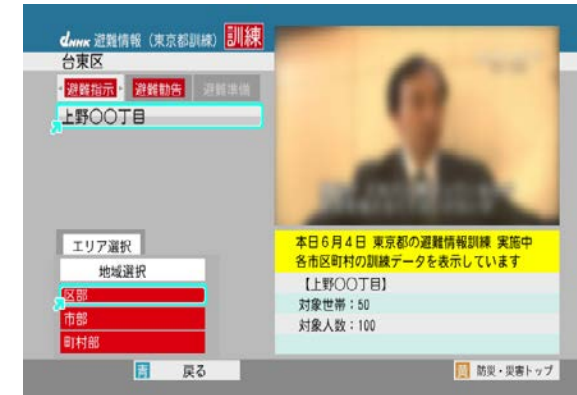 dNHK 避難情報（東京都訓練） 訓練
台東区
避難指示 避難勧告 避難準備
上野〇〇丁目
エリア選択
地域選択
区部
市部
町村部
本日６月４日 東京都の避難情報訓練 実施中
各市区町村の訓練データを表示しています
【上野〇〇丁目】
対象世帯：50
対象人数：100
青 戻る
黄 防災・災害トップ